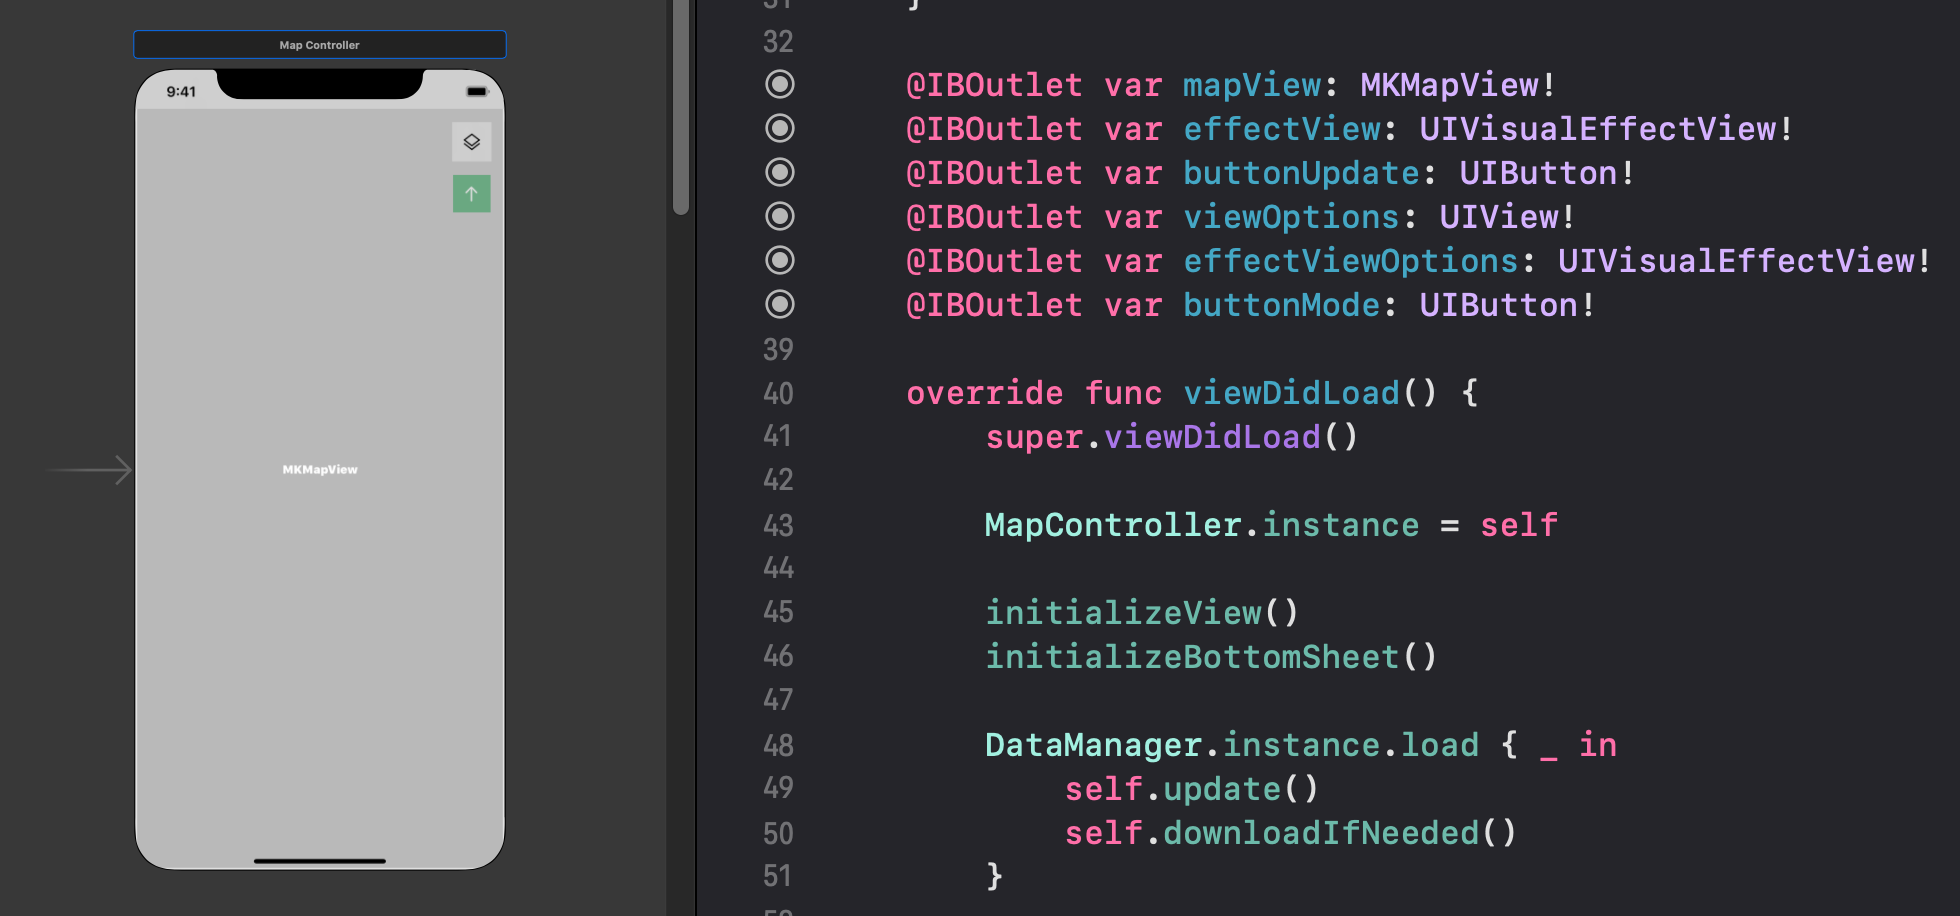 Map Controller
9:41
MKMapView
31 }
32
@IBOutlet var mapView: MKMapView!
@IBOutlet var effectView: UIVisualEffectView!
@IBOutlet var buttonUpdate: UIButton!
@IBOutlet var viewOptions: UIView!
@IBOutlet var effectViewOptions: UIVisualEffectView!
@IBOutlet var buttonMode: UIButton!
39
40 override func viewDidLoad() {
41 super.viewDidLoad()
42
43 MapController.instance = self
44
45 initializeView()
46 initializeBottomSheet()
47
48 DataManager.instance.load { _ in
49 self.update()
50 self.downloadIfNeeded()
51 }